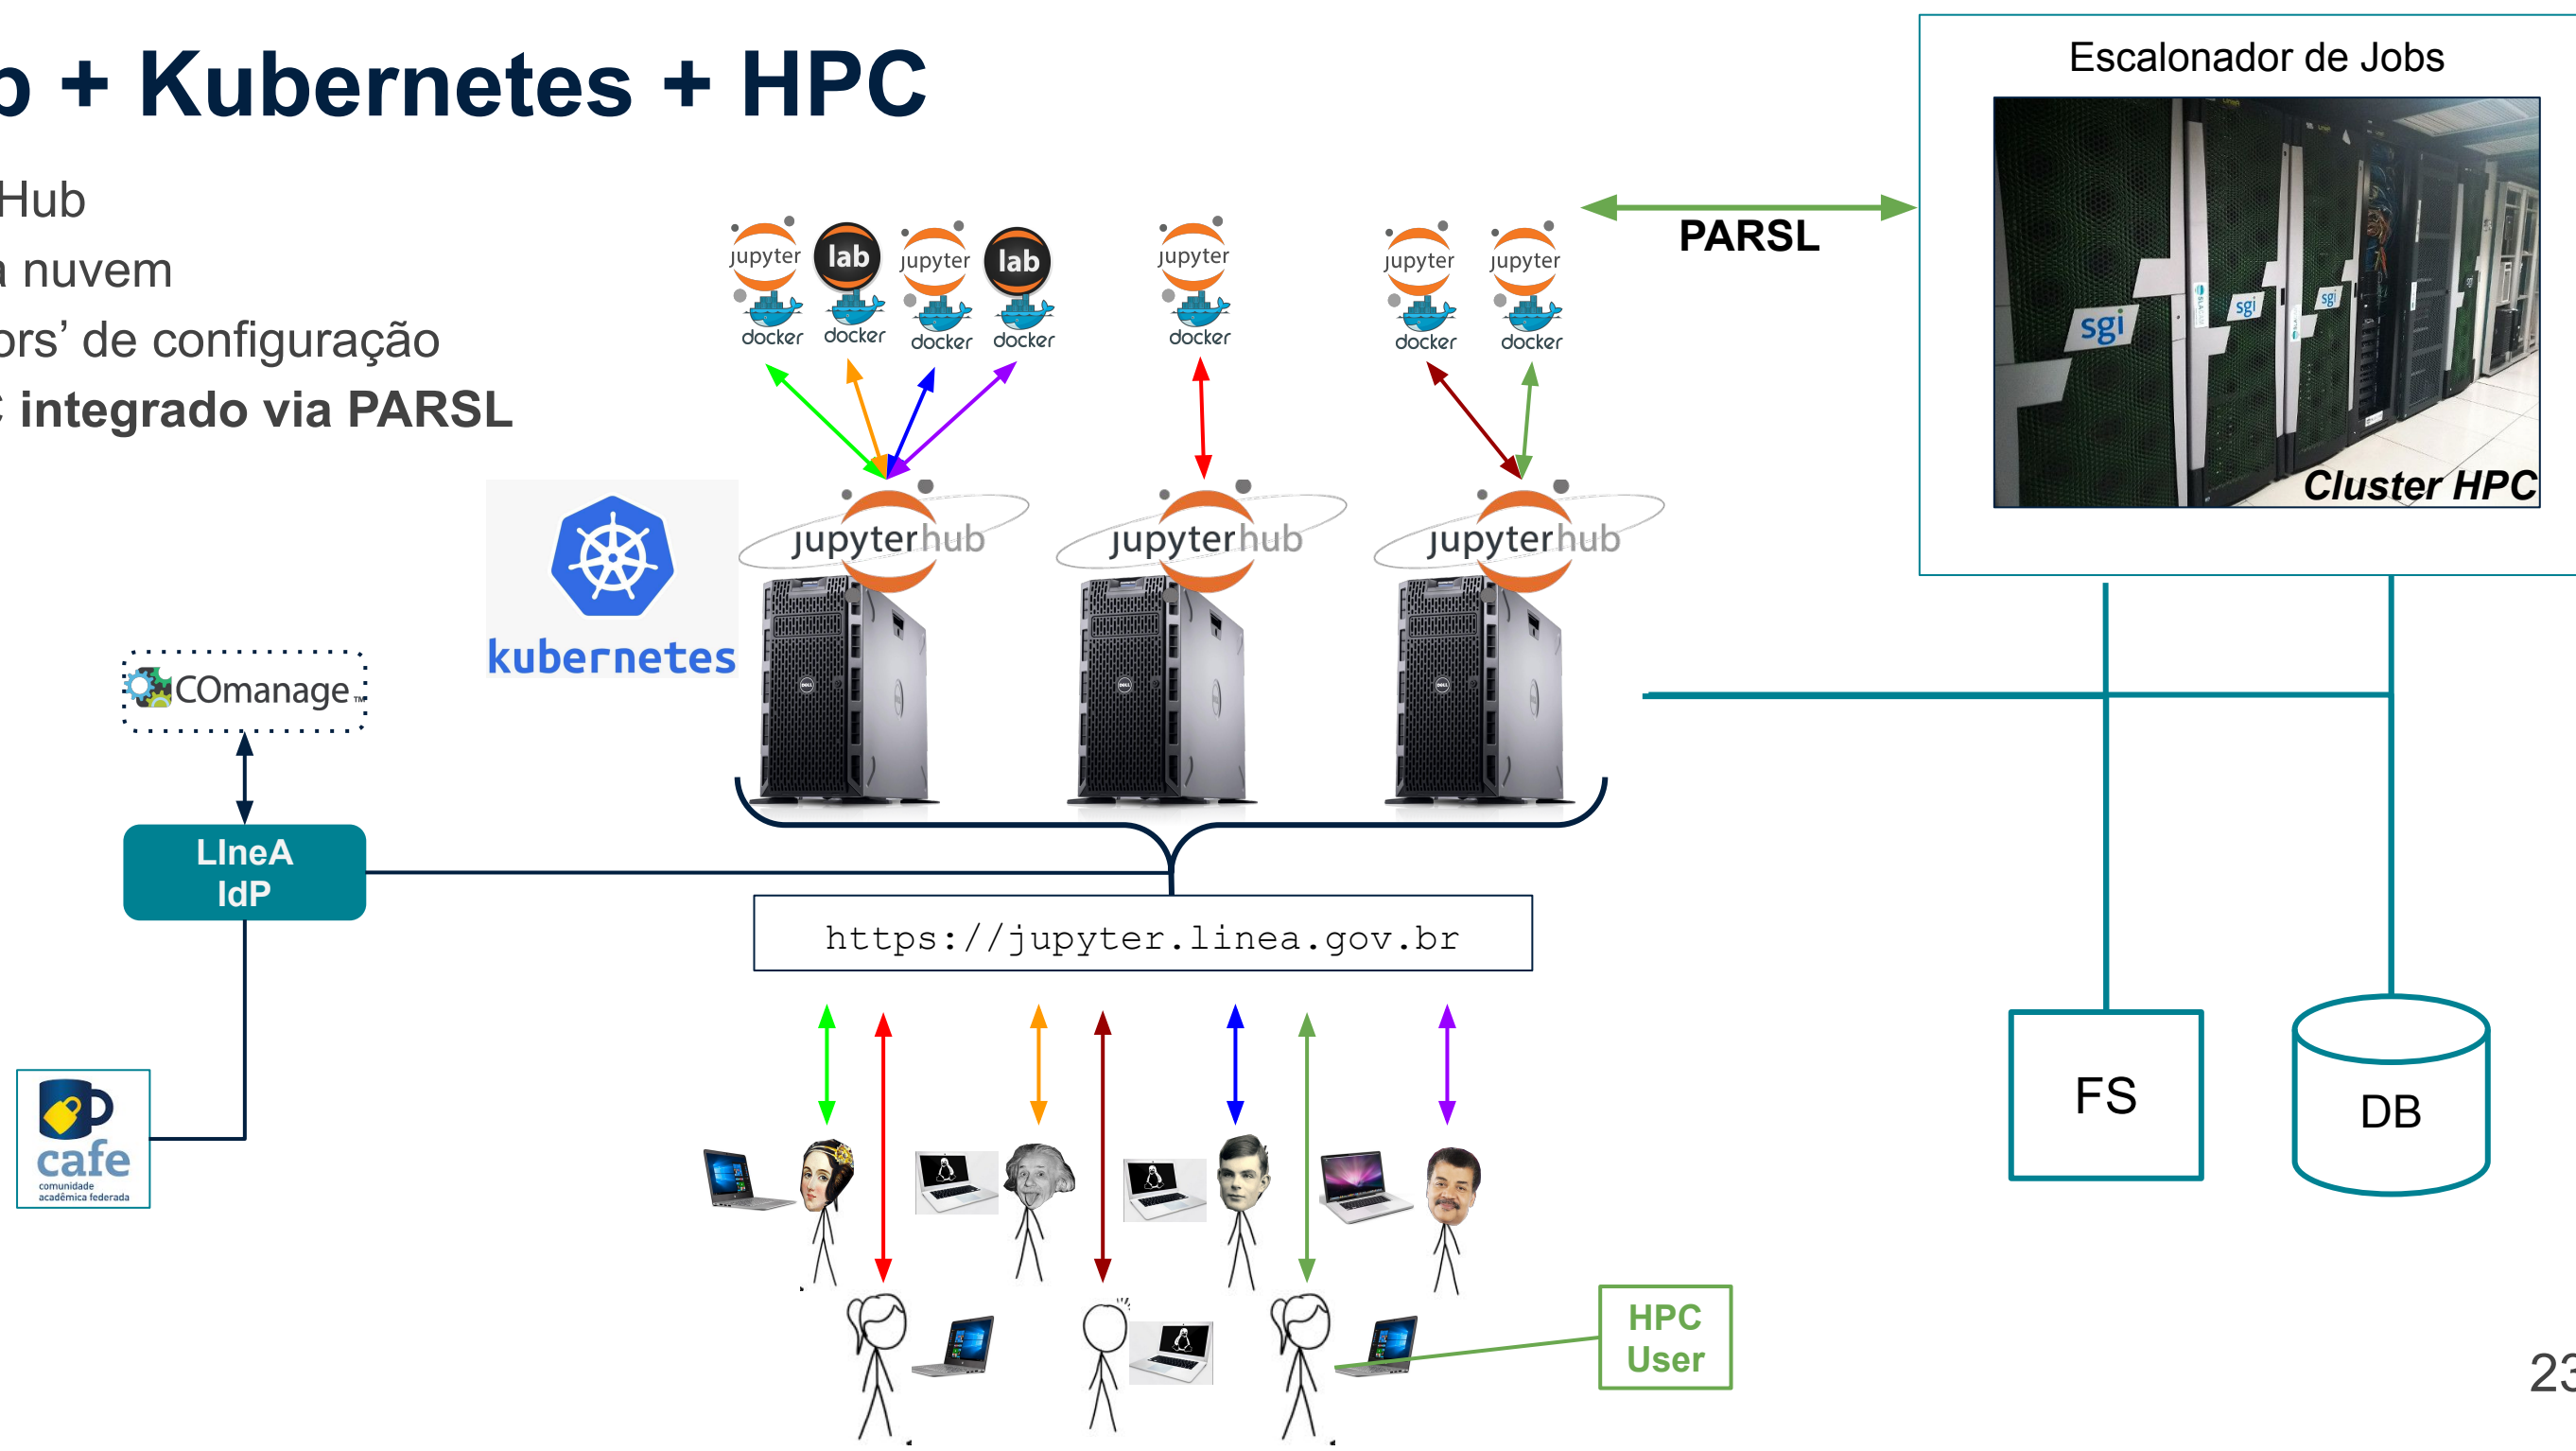 b + Kubernetes + HPC
Hub
a nuvem
ors’ de configuração
C integrado via PARSL
Escalonador de Jobs
sgi
sgi
sgi
Cluster HPC
PARSL
jupyter
lab
jupyter
lab
jupyter
jupyter
jupyter
docker
docker
docker
docker
docker
docker
docker
jupyterhub
jupyterhub
jupyterhub
kubernetes
COmanage™
LIneA
IdP
https://jupyter.linea.gov.br
cafe
comunidade
acadêmica federada
FS
DB
HPC
User
23